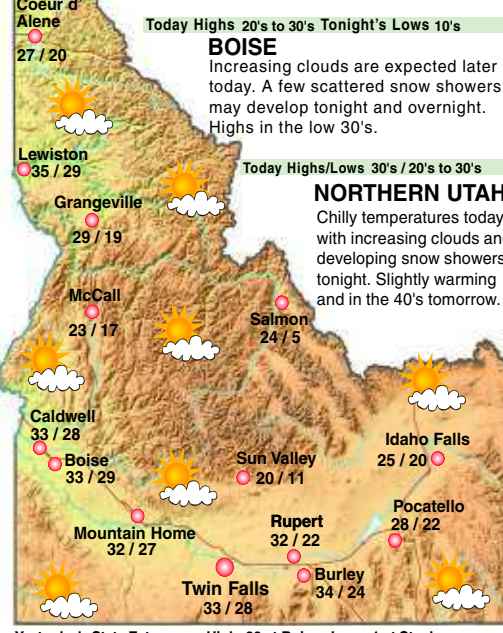 Coeur d'
Alene
27 / 20
Today Highs 20's to 30's Tonight's Lows 10's
BOISE
Increasing clouds are expected later
today. A few scattered snow showers
may develop tonight and overnight.
Highs in the low 30's.
Lewiston
35 / 29
Today Highs/Lows 30's / 20's to 30's
NORTHERN UTAH
Chilly temperatures today
with increasing clouds an
developing snow showers
tonight. Slightly warming
and in the 40's tomorrow.
Grangeville
29 / 19
McCall
23 / 17
Salmon
24 / 5
Caldwell
33 / 28
Boise
33 / 29
Sun Valley
20 / 11
Idaho Falls
25 / 20
Pocatello
28 / 22
Mountain Home
32 / 27
Rupert
32 / 22
Twin Falls
33 / 28
Burley
34 / 24